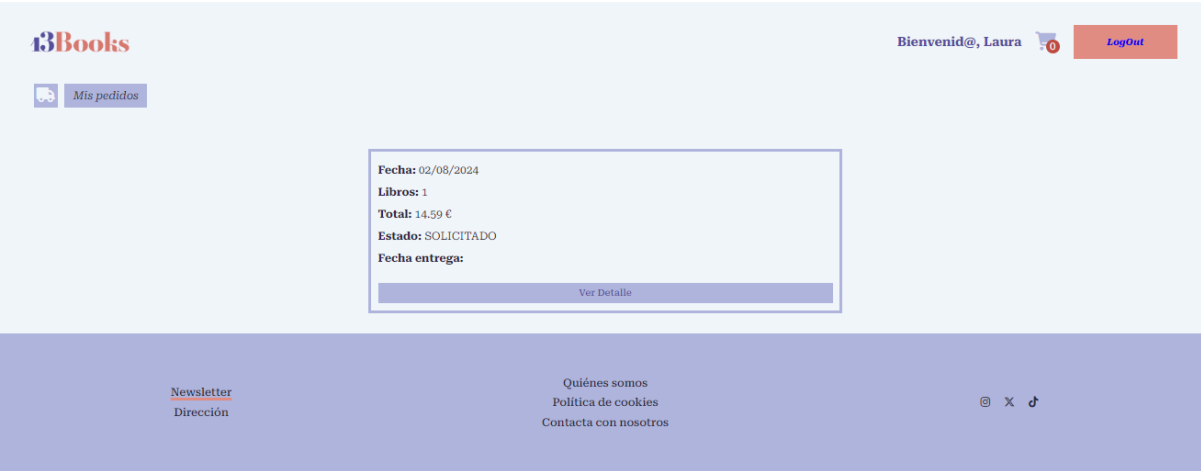 13Books
Bienvenid@, Laura
0
LogOut
Mis pedidos
Fecha: 02/08/2024
Libros: 1
Total: 14.59 €
Estado: SOLICITADO
Fecha entrega:
Ver Detalle
Newsletter
Dirección
Quiénes somos
Política de cookies
Contacta con nosotros